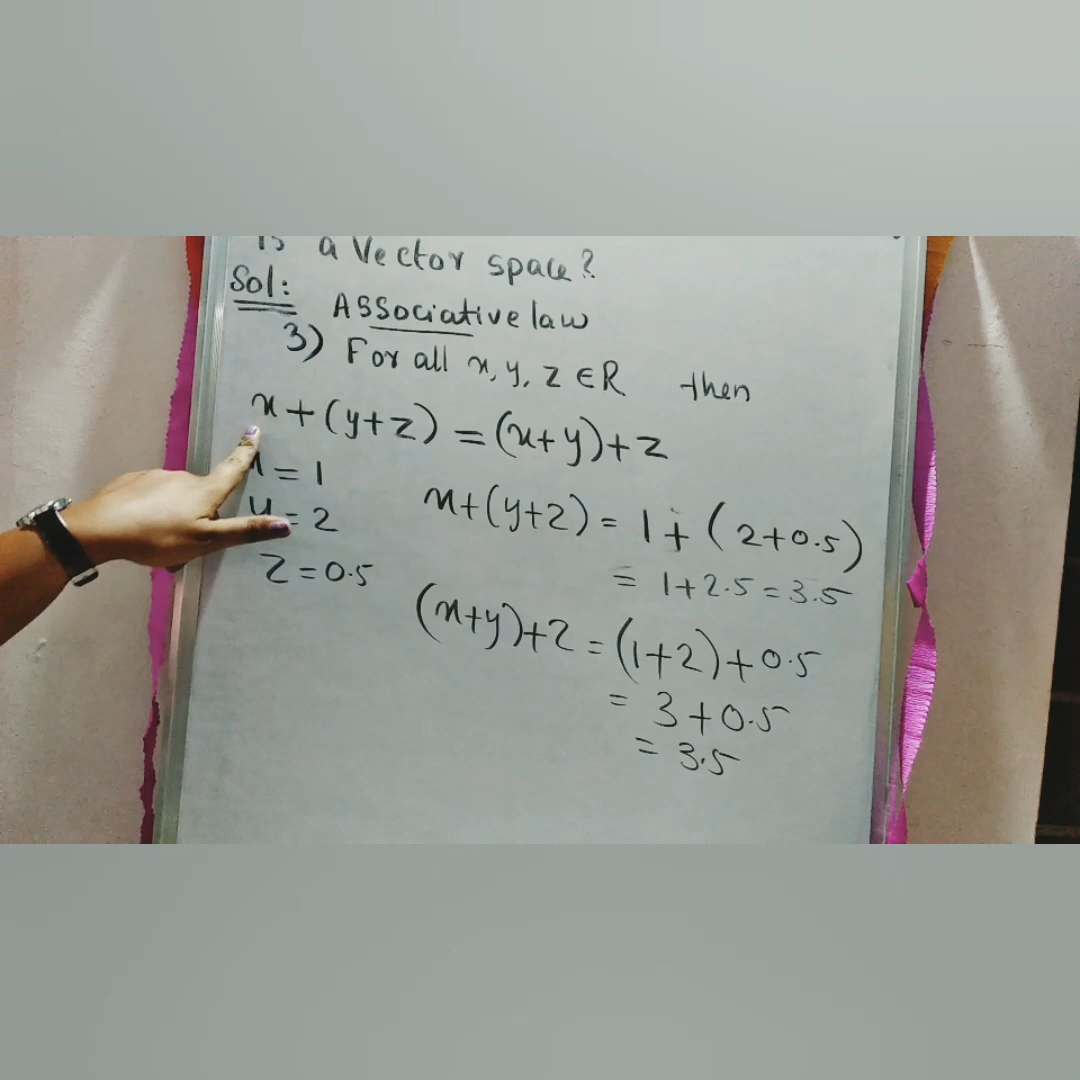 is a Vector space?
Sol:
Associative law
3) For all x, y, z ∈ R then
x + (y+z) = (x+y)+z
x = 1
y = 2
z = 0.5
x+(y+z) = 1 + (2+0.5)
= 1+2.5 = 3.5
(x+y)+z = (1+2)+0.5
= 3+0.5
= 3.5